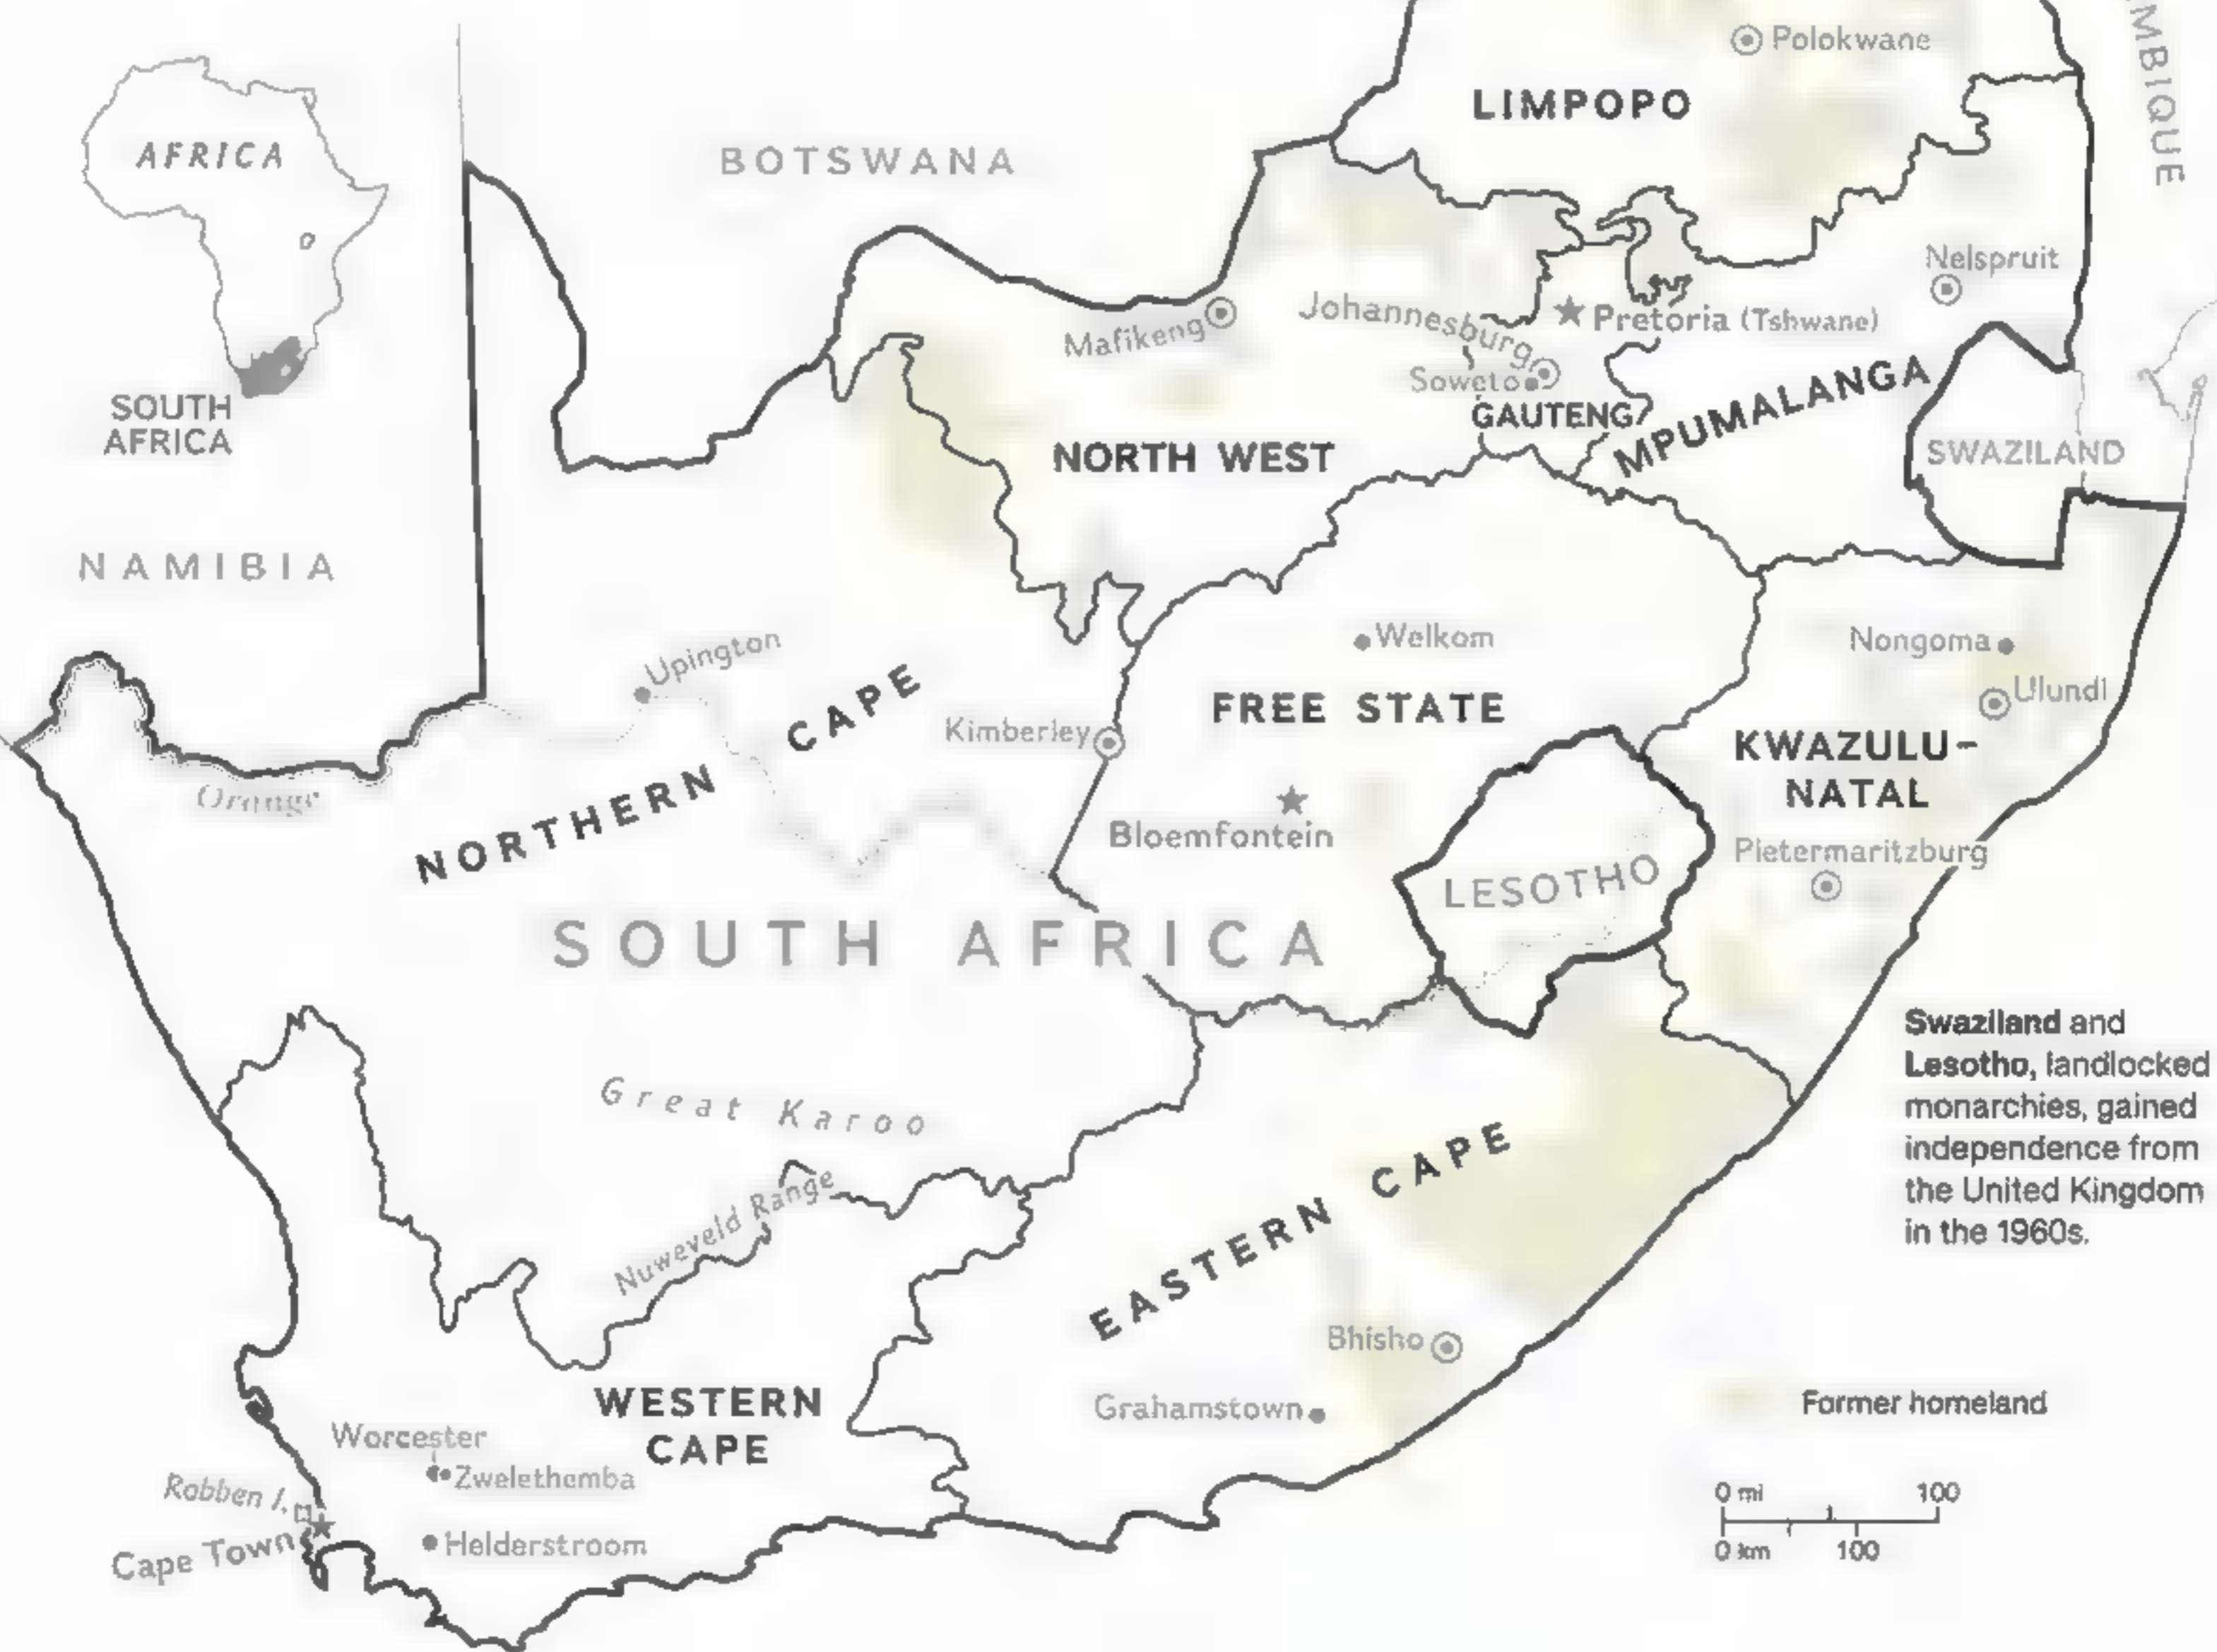 Polokwane
LIMPOPO
MBIQUE
AFRICA
BOTSWANA
Nelspruit
Johannesburg
Pretoria (Tshwane)
Mafikeng
Soweto
SOUTH
AFRICA
GAUTENG
MPUMALANGA
NORTH WEST
SWAZILAND
NAMIBIA
Upington
Welkom
Nongoma
Ulundi
FREE STATE
Kimberley
NORTHERN CAPE
KWAZULU-
NATAL
Orange
Bloemfontein
Pietermaritzburg
LESOTHO
SOUTH AFRICA
Swaziland and
Lesotho, landlocked
monarchies, gained
independence from
the United Kingdom
in the 1960s.
Great Karoo
Nuweveld Range
EASTERN CAPE
Bhisho
Grahamstown
Former homeland
WESTERN
CAPE
Worcester
Zwelethemba
Robben I.
Cape Town
Helderstroom
0 mi 100
0 km 100